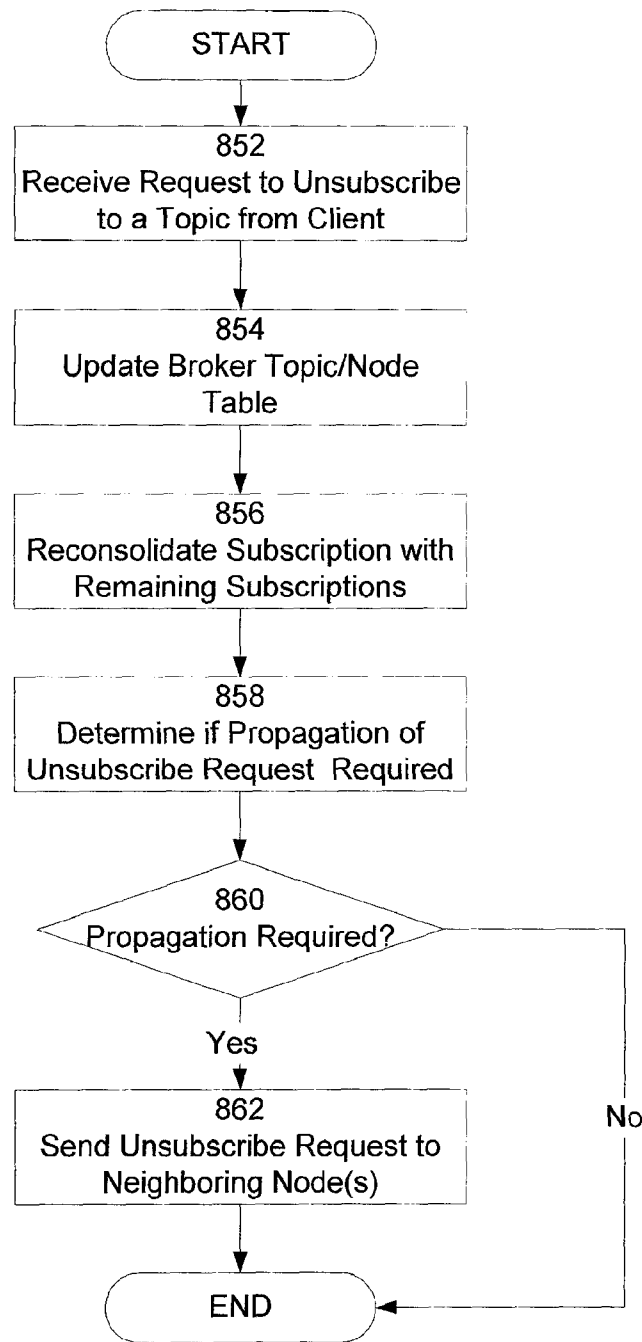 START
852
Receive Request to Unsubscribe
to a Topic from Client
854
Update Broker Topic/Node
Table
856
Reconsolidate Subscription with
Remaining Subscriptions
858
Determine if Propagation of
Unsubscribe Request Required
860
Propagation Required?
Yes
No
862
Send Unsubscribe Request to
Neighboring Node(s)
END